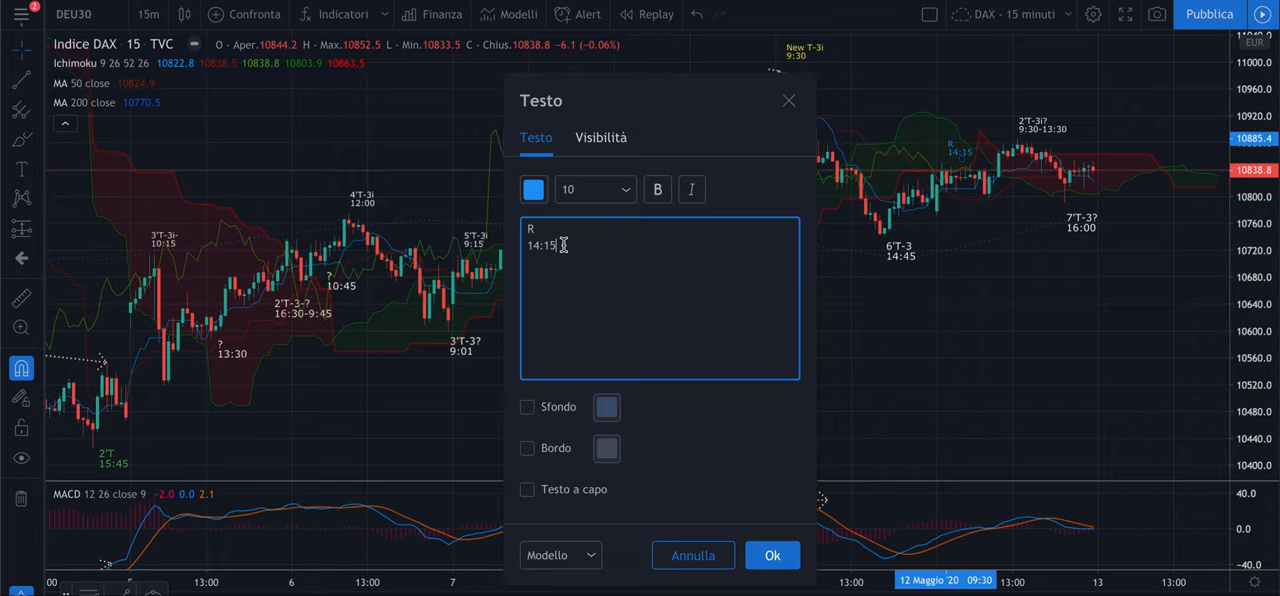 2
DEU30
15m
Confronta
Indicatori
Finanza
Modelli
Alert
Replay
DAX - 15 minuti
Pubblica
Indice DAX · 15 · TVC
O - Aper.10844.2 H - Max.10852.5 L - Min.10833.5 C - Chius.10838.8 -6.1 (-0.06%)
Ichimoku 9 26 52 26 10822.8 10838.5 10838.8 10803.9 10863.5
MA 50 close 10824.9
MA 200 close 10770.5
New T-3i
9:30
EUR
11000.0
10960.0
10920.0
10885.4
10838.8
10800.0
10760.0
10720.0
10680.0
10640.0
10600.0
10560.0
10520.0
10480.0
10440.0
10400.0
3'T-3i-
10:15
4'T-3i
12:00
5'T-3i
9:15
?
10:45
2'T-3-?
16:30-9:45
?
13:30
3'T-3?
9:01
2'T
15:45
R
14:15
2'T-3i?
9:30-13:30
6'T-3
14:45
7'T-3?
16:00
Testo
Testo
Visibilità
10
B
I
R
14:15
Sfondo
Bordo
Testo a capo
Modello
Annulla
Ok
MACD 12 26 close 9 -2.0 0.0 2.1
40.0
0.0
-40.0
:00
5
13:00
6
13:00
7
13:00
12 Maggio '20 09:30
13:00
13
13:00